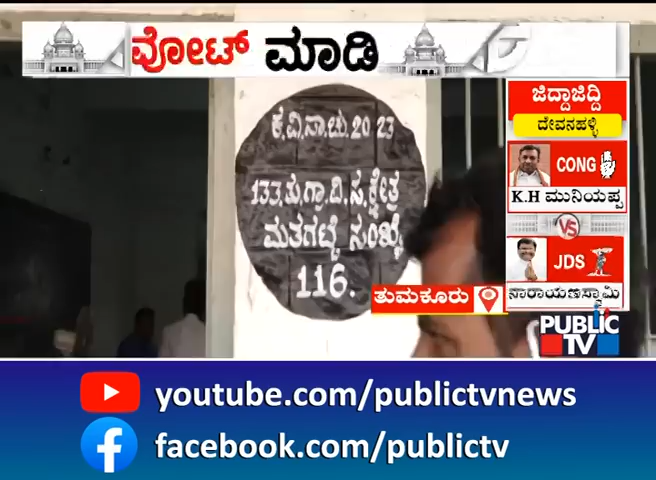 ವೋಟ್ ಮಾಡಿ
ಕ.ವಿ.ಸಾ.ಚು. 2023
133,ತು.ಗ್ರಾ.ವಿ.ಸ.ಕ್ಷೇತ್ರ
ಮತಗಟ್ಟೆ ಸಂಖ್ಯೆ
116.
ಜಿದ್ದಾಜಿದ್ದಿ
ದೇವನಹಳ್ಳಿ
CONG
K.H ಮುನಿಯಪ್ಪ
VS
JDS
ನಾರಾಯಣಸ್ವಾಮಿ
ತುಮಕೂರು
PUBLIC
TV
youtube.com/publictvnews
facebook.com/publictv